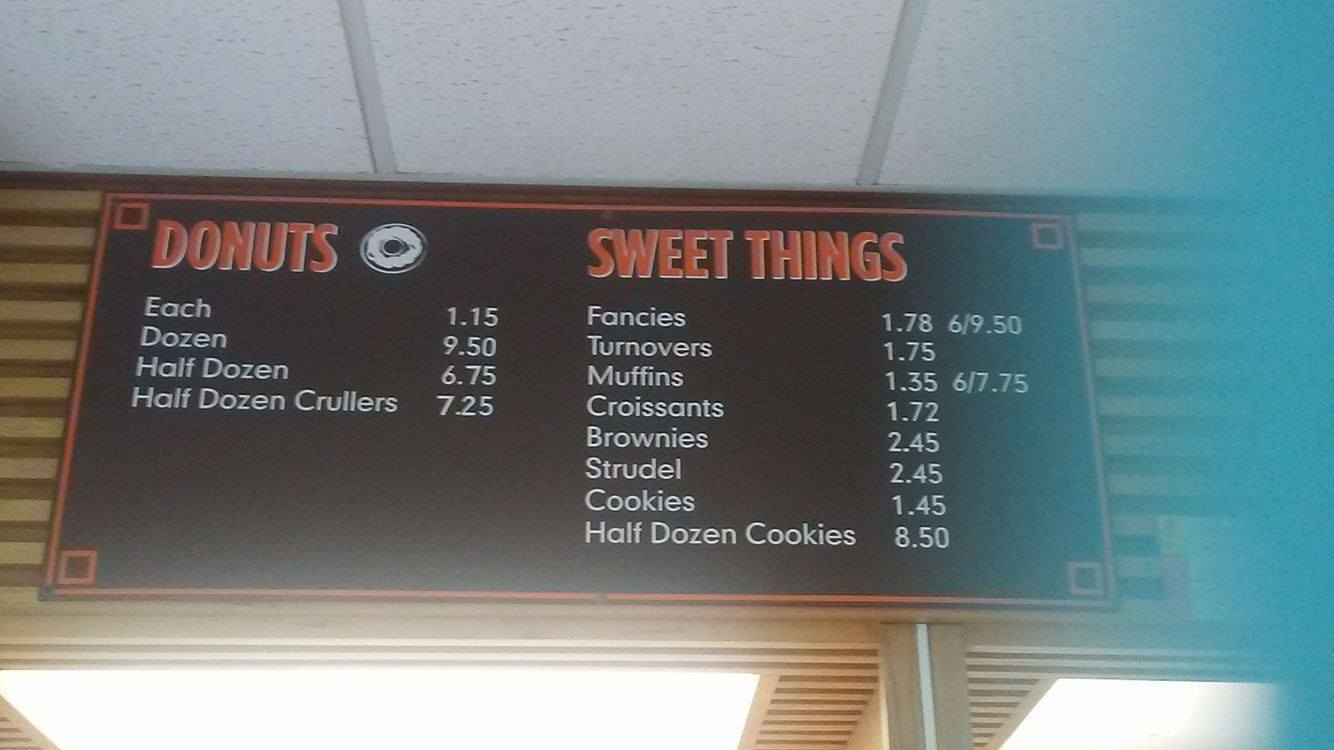 DONUTS
Each 1.15
Dozen 9.50
Half Dozen 6.75
Half Dozen Crullers 7.25
SWEET THINGS
Fancies 1.78 6/9.50
Turnovers 1.75
Muffins 1.35 6/7.75
Croissants 1.72
Brownies 2.45
Strudel 2.45
Cookies 1.45
Half Dozen Cookies 8.50